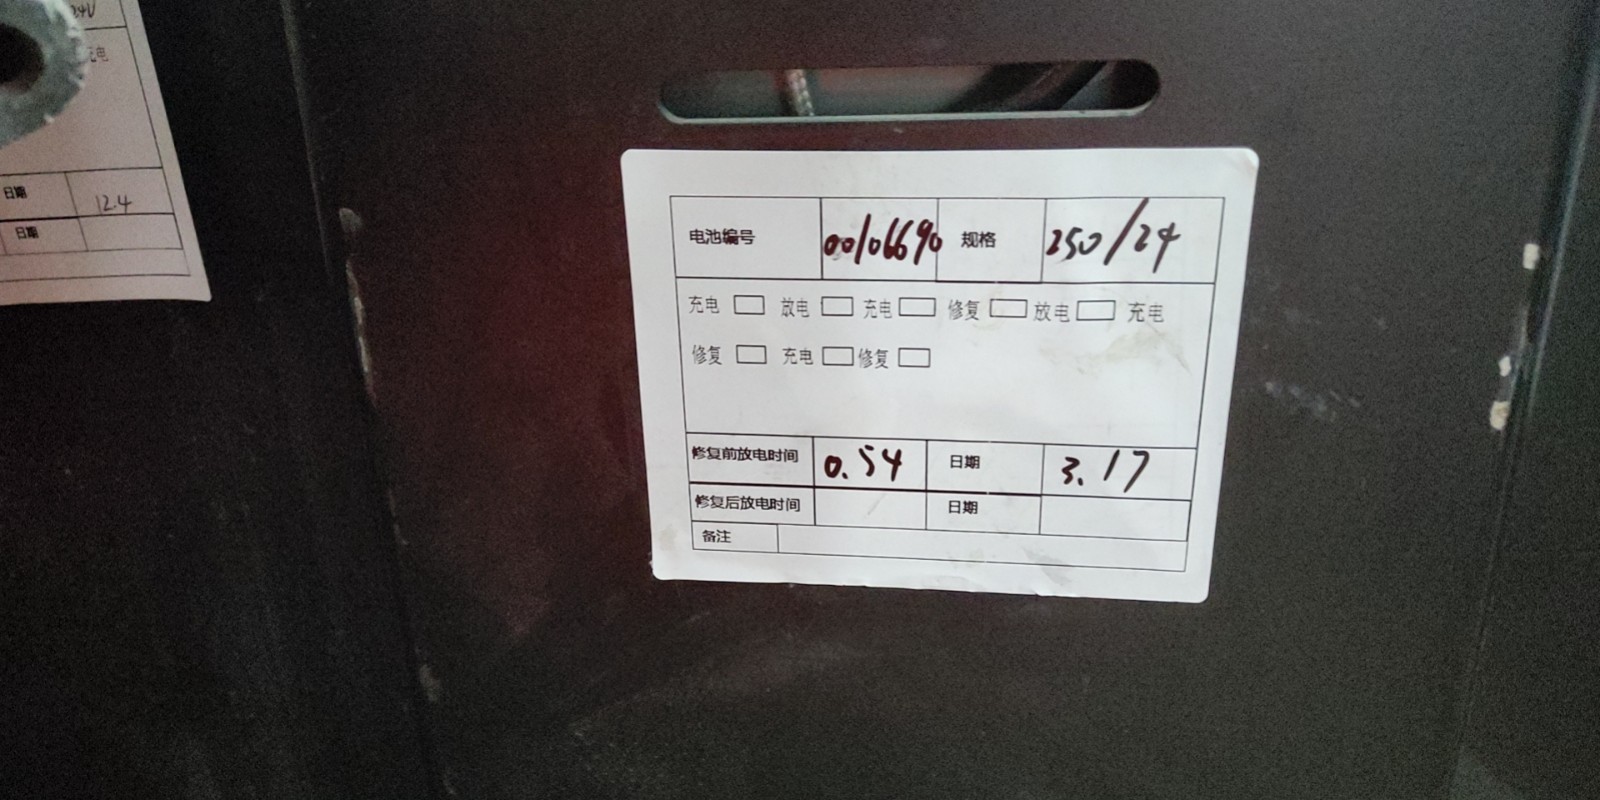 24V
充电
日期 12.4
日期
电池编号 00106690 规格 250/24
充电 □ 放电 □ 充电 □ 修复 □ 放电 □ 充电
修复 □ 充电 □ 修复 □
修复前放电时间 0.54 日期 3.17
修复后放电时间 日期
备注